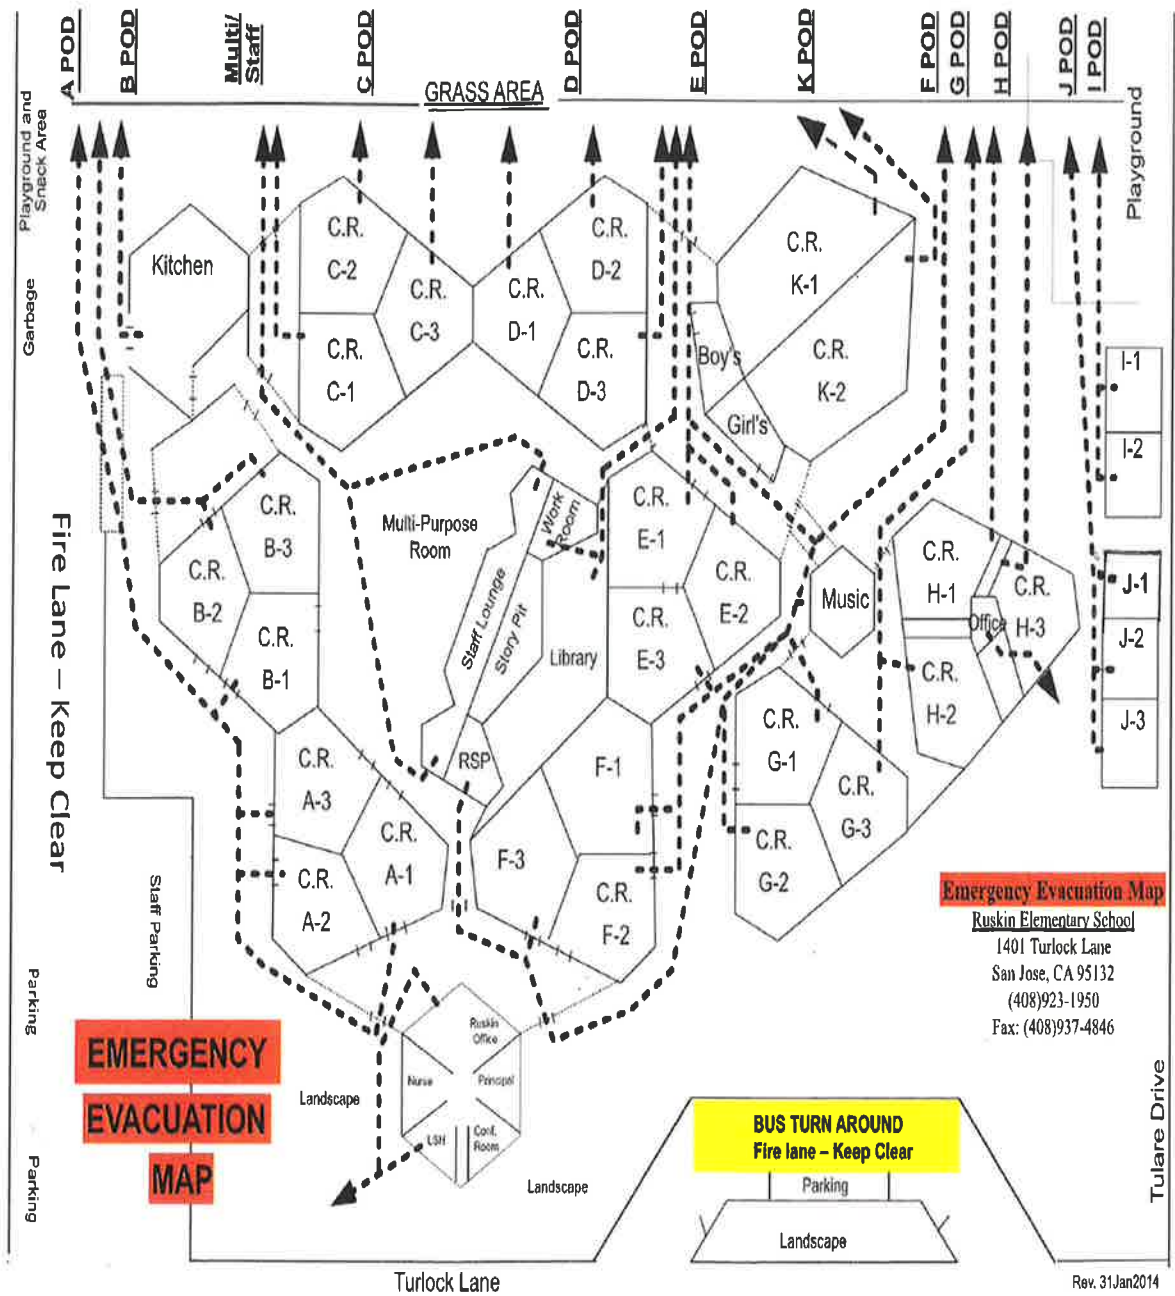 A POD
B POD
Multi/
Staff
C POD
GRASS AREA
D POD
E POD
K POD
F POD
G POD
H POD
J POD
I POD
Playground and
Snack Area
Garbage
Playground
Kitchen
C.R.
C-2
C.R.
C-3
C.R.
C-1
C.R.
D-2
C.R.
D-1
C.R.
D-3
C.R.
K-1
C.R.
K-2
Boy's
Girl's
I-1
I-2
J-1
J-2
J-3
Fire Lane – Keep Clear
C.R.
B-3
C.R.
B-2
C.R.
B-1
Multi-Purpose
Room
Work
Room
Staff Lounge
Story Pit
Library
RSP
C.R.
E-1
C.R.
E-2
C.R.
E-3
Music
C.R.
H-1
C.R.
H-3
Office
C.R.
H-2
C.R.
G-1
C.R.
G-3
C.R.
G-2
C.R.
A-3
C.R.
A-1
C.R.
A-2
F-1
F-3
C.R.
F-2
Staff Parking
Parking
Parking
Emergency Evacuation Map
Ruskin Elementary School
1401 Turlock Lane
San Jose, CA 95132
(408)923-1950
Fax: (408)937-4846
Ruskin
Office
Nurse
Principal
LSH
Conf.
Room
EMERGENCY
EVACUATION
MAP
Landscape
Landscape
BUS TURN AROUND
Fire lane – Keep Clear
Parking
Landscape
Tulare Drive
Turlock Lane
Rev. 31Jan2014